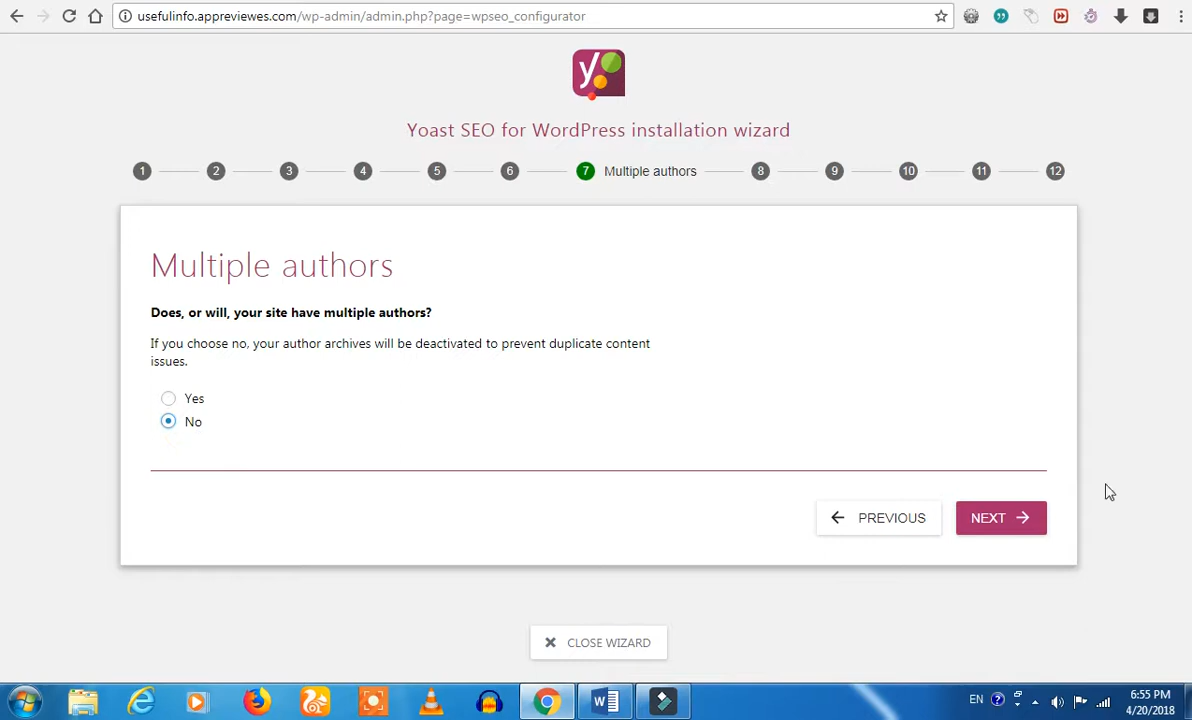 usefulinfo.appreviewes.com/wp-admin/admin.php?page=wpseo_configurator
y
Yoast SEO for WordPress installation wizard
1 2 3 4 5 6 7 Multiple authors 8 9 10 11 12
Multiple authors
Does, or will, your site have multiple authors?
If you choose no, your author archives will be deactivated to prevent duplicate content
issues.
Yes
No
PREVIOUS
NEXT
CLOSE WIZARD
EN
6:55 PM
4/20/2018